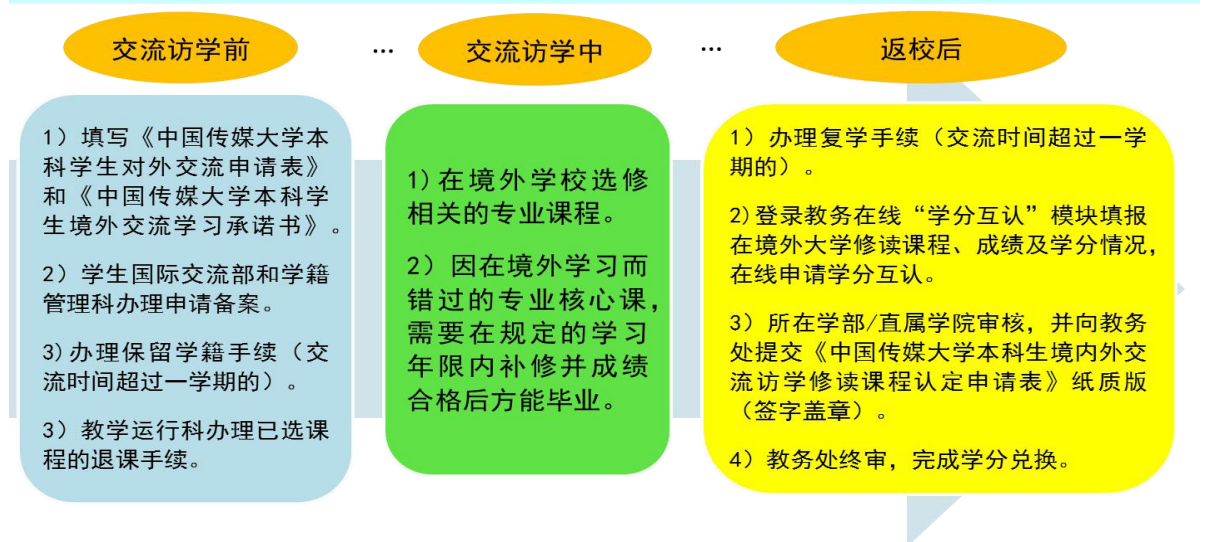 交流访学前
…
交流访学中
…
返校后
1）填写《中国传媒大学本
科学生对外交流申请表》
和《中国传媒大学本科学
生境外交流学习承诺书》。
2）学生国际交流部和学籍
管理科办理申请备案。
3)办理保留学籍手续（交
流时间超过一学期的）。
3）教学运行科办理已选课
程的退课手续。
1)在境外学校选修
相关的专业课程。
2）因在境外学习而
错过的专业核心课，
需要在规定的学习
年限内补修并成绩
合格后方能毕业。
1）办理复学手续（交流时间超过一学
期的）。
2)登录教务在线“学分互认”模块填报
在境外大学修读课程、成绩及学分情况，
在线申请学分互认。
3）所在学部/直属学院审核，并向教务
处提交《中国传媒大学本科生境内外交
流访学修读课程认定申请表》纸质版
（签字盖章）。
4）教务处终审，完成学分兑换。